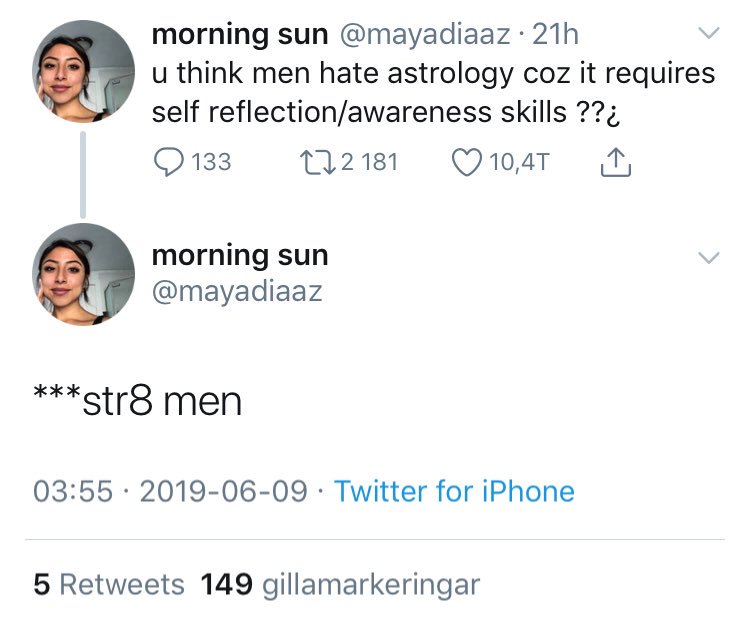 morning sun @mayadiaaz · 21h
u think men hate astrology coz it requires
self reflection/awareness skills ??¿
133 2 181 10,4T
morning sun
@mayadiaaz
***str8 men
03:55 · 2019-06-09 · Twitter for iPhone
5 Retweets 149 gillamarkeringar